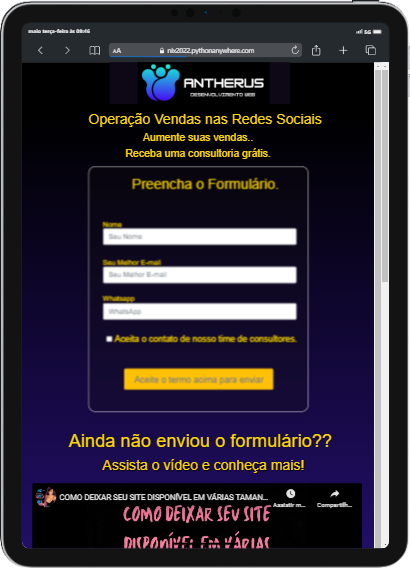 maio terça-feira às 09:46
5G
AA
nix2022.pythonanywhere.com
ANTHERUS
DESENVOLVIMENTO WEB
Operação Vendas nas Redes Sociais
Aumente suas vendas..
Receba uma consultoria grátis.
Preencha o Formulário.
Nome
Seu Nome
Seu Melhor E-mail
Seu Melhor E-mail
Whatsapp
WhatsApp
Aceita o contato de nosso time de consultores.
Aceite o termo acima para enviar
Ainda não enviou o formulário??
Assista o vídeo e conheça mais!
COMO DEIXAR SEU SITE DISPONÍVEL EM VÁRIAS TAMAN...
Assistir m...
Compartilh...
COMO DEIXAR SEU SITE
DISPONÍVEL EM VÁRIAS